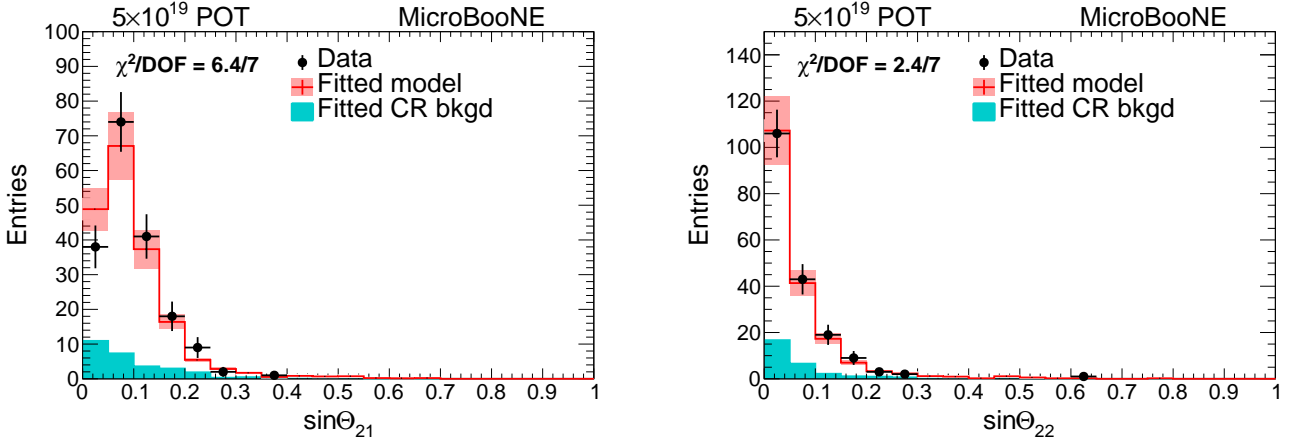 5×10¹⁹ POT MicroBooNE
χ²/DOF = 6.4/7
Data
Fitted model
Fitted CR bkgd
Entries
100
90
80
70
60
50
40
30
20
10
0
0 0.1 0.2 0.3 0.4 0.5 0.6 0.7 0.8 0.9 1
sinΘ₂₁
5×10¹⁹ POT MicroBooNE
χ²/DOF = 2.4/7
Data
Fitted model
Fitted CR bkgd
Entries
140
120
100
80
60
40
20
0
0 0.1 0.2 0.3 0.4 0.5 0.6 0.7 0.8 0.9 1
sinΘ₂₂